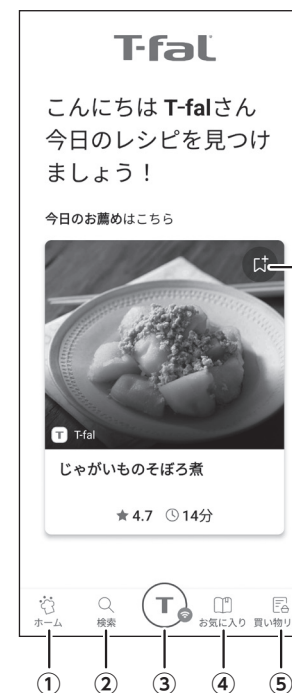 T-fal
こんにちは T-falさん
今日のレシピを見つけ
ましょう！
今日のお薦めはこちら
T T-fal
じゃがいものそぼろ煮
★ 4.7 14分
T
ホーム 検索 お気に入り 買い物リ
① ② ③ ④ ⑤